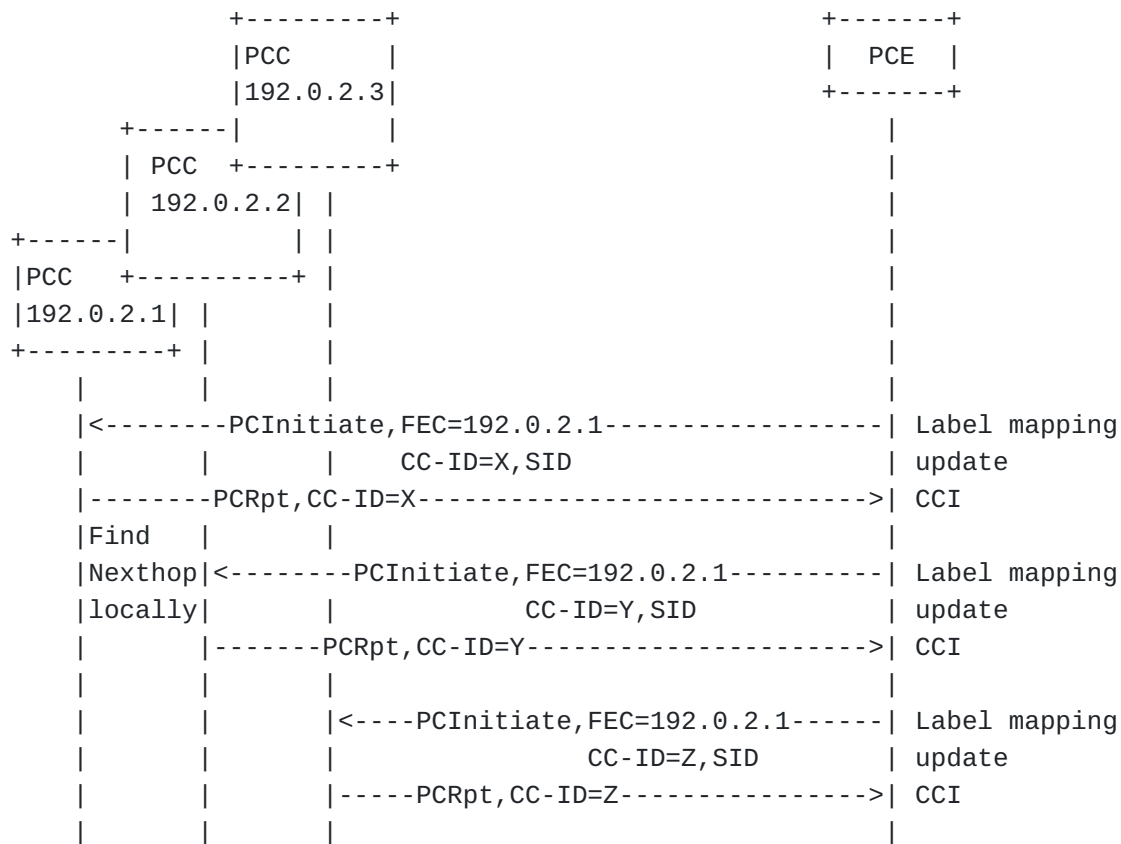 +---------+                            +-------+
               |PCC      |                            |  PCE  |
               |192.0.2.3|                            +-------+
        +------|         |                                |
        | PCC  +---------+                                |
        | 192.0.2.2| |                                    |
 +------|          | |                                    |
 |PCC   +----------+ |                                    |
 |192.0.2.1| |       |                                    |
 +---------+ |       |                                    |
     |       |       |                                    |
     |<--------PCInitiate,FEC=192.0.2.1------------------| Label mapping
     |       |       |    CC-ID=X,SID                     | update
     |--------PCRpt,CC-ID=X----------------------------->| CCI
     |Find   |       |                                    |
     |Nexthop|<--------PCInitiate,FEC=192.0.2.1----------| Label mapping
     |locally|       |            CC-ID=Y,SID             | update
     |       |-------PCRpt,CC-ID=Y---------------------->| CCI
     |       |       |                                    |
     |       |       |<----PCInitiate,FEC=192.0.2.1------| Label mapping
     |       |       |                CC-ID=Z,SID         | update
     |       |       |-----PCRpt,CC-ID=Z---------------->| CCI
     |       |       |                                    |